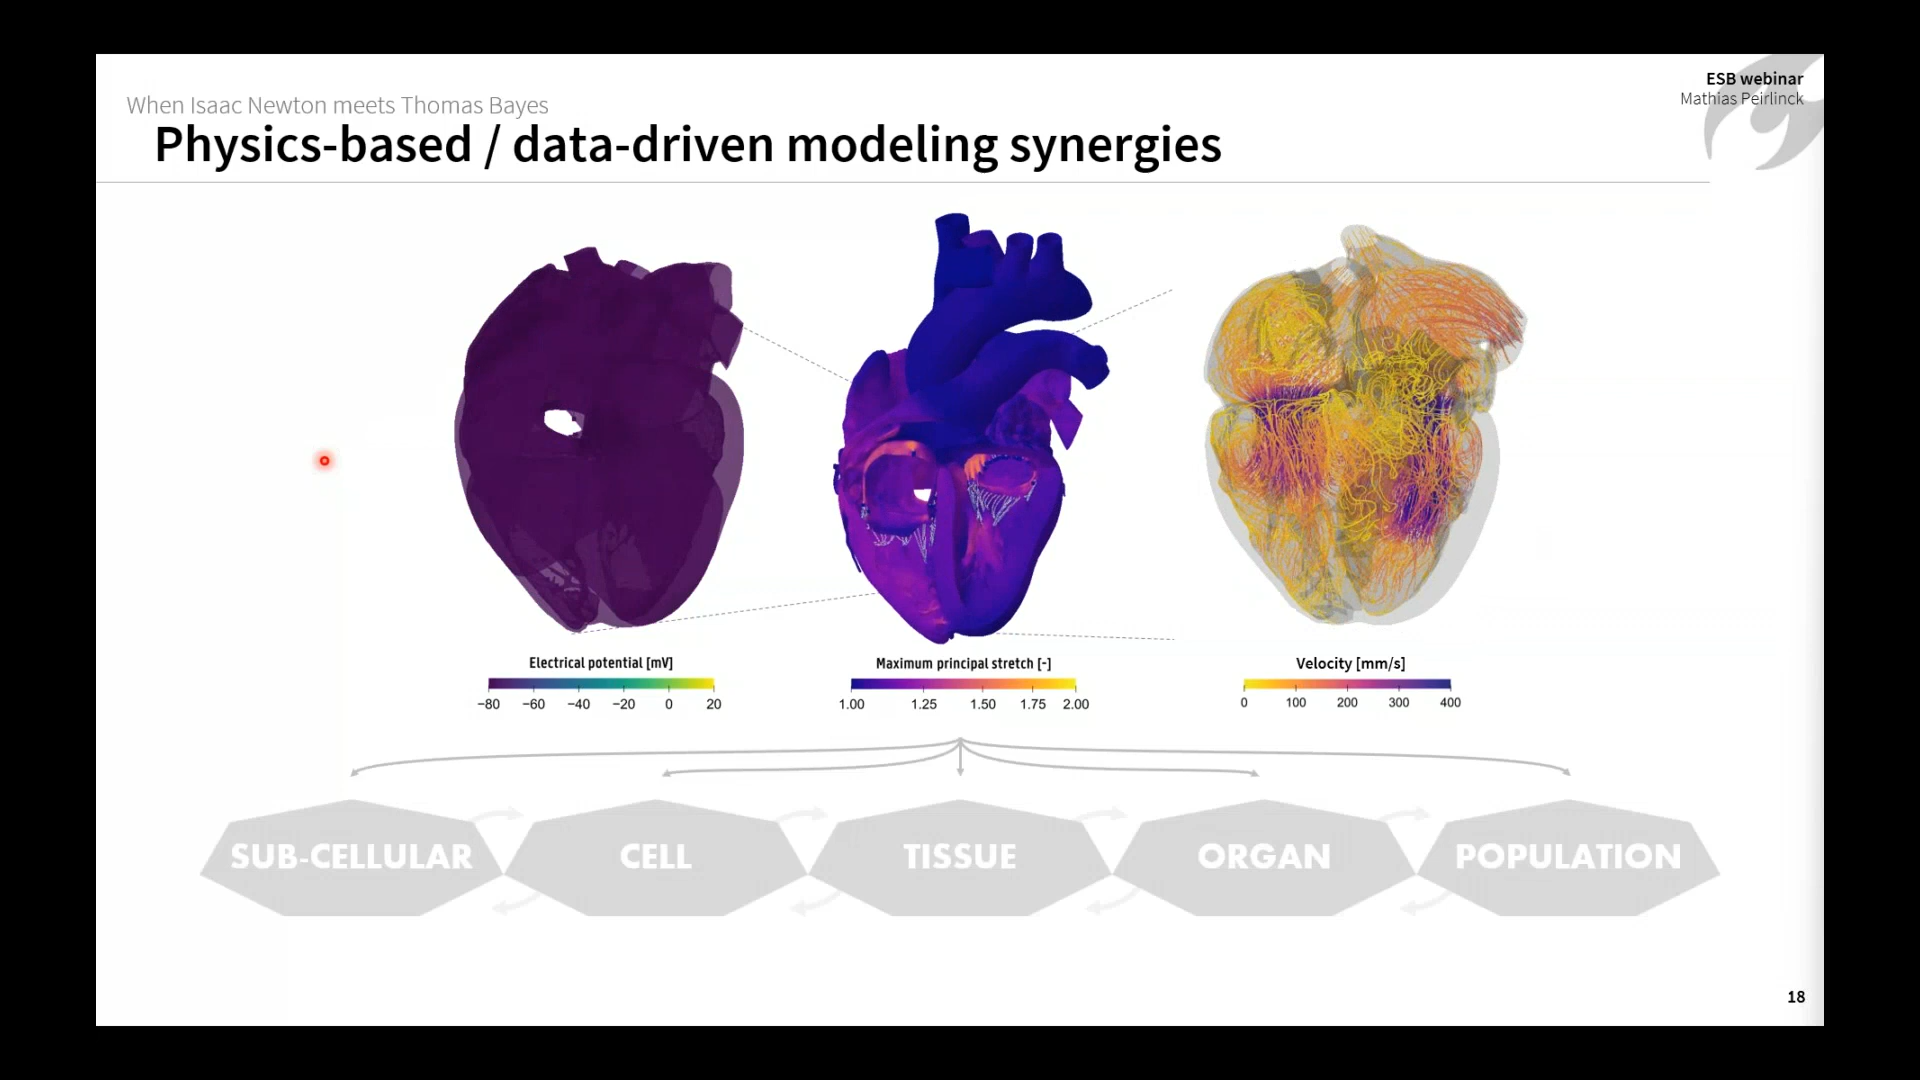 ESB webinar
Mathias Peirlinck
When Isaac Newton meets Thomas Bayes
Physics-based / data-driven modeling synergies
Electrical potential [mV]
−80 −60 −40 −20 0 20
Maximum principal stretch [-]
1.00 1.25 1.50 1.75 2.00
Velocity [mm/s]
0 100 200 300 400
SUB-CELLULAR
CELL
TISSUE
ORGAN
POPULATION
18